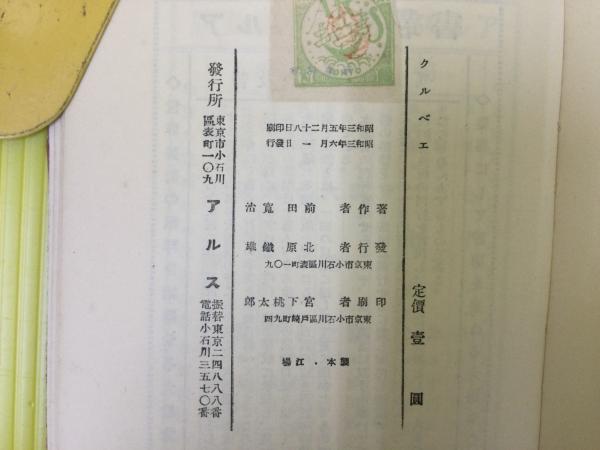 クルベエ
定價壹圓
昭和三年五月二十八日印刷
昭和三年六月一日發行
著作者 前田寛治
發行者 北原鐵雄
東京市小石川區表町一〇九
印刷者 宮下桃太郎
東京市小石川區戸崎町九四
製本・江場
發行所
東京市小石川
區表町一〇九
アルス
振替東京二四八八八番
電話小石川三五七〇番